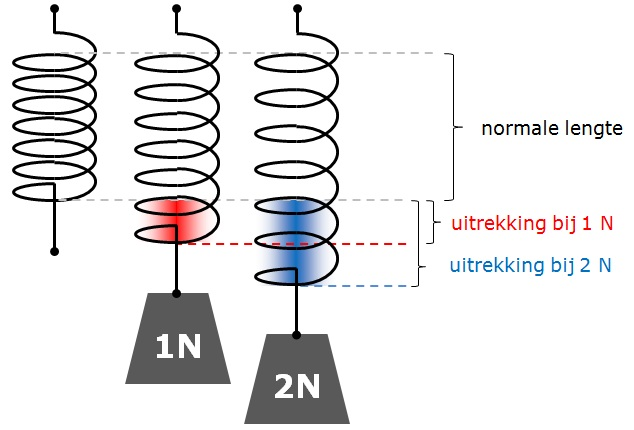 normale lengte
uitrekking bij 1 N
uitrekking bij 2 N
1N
2N